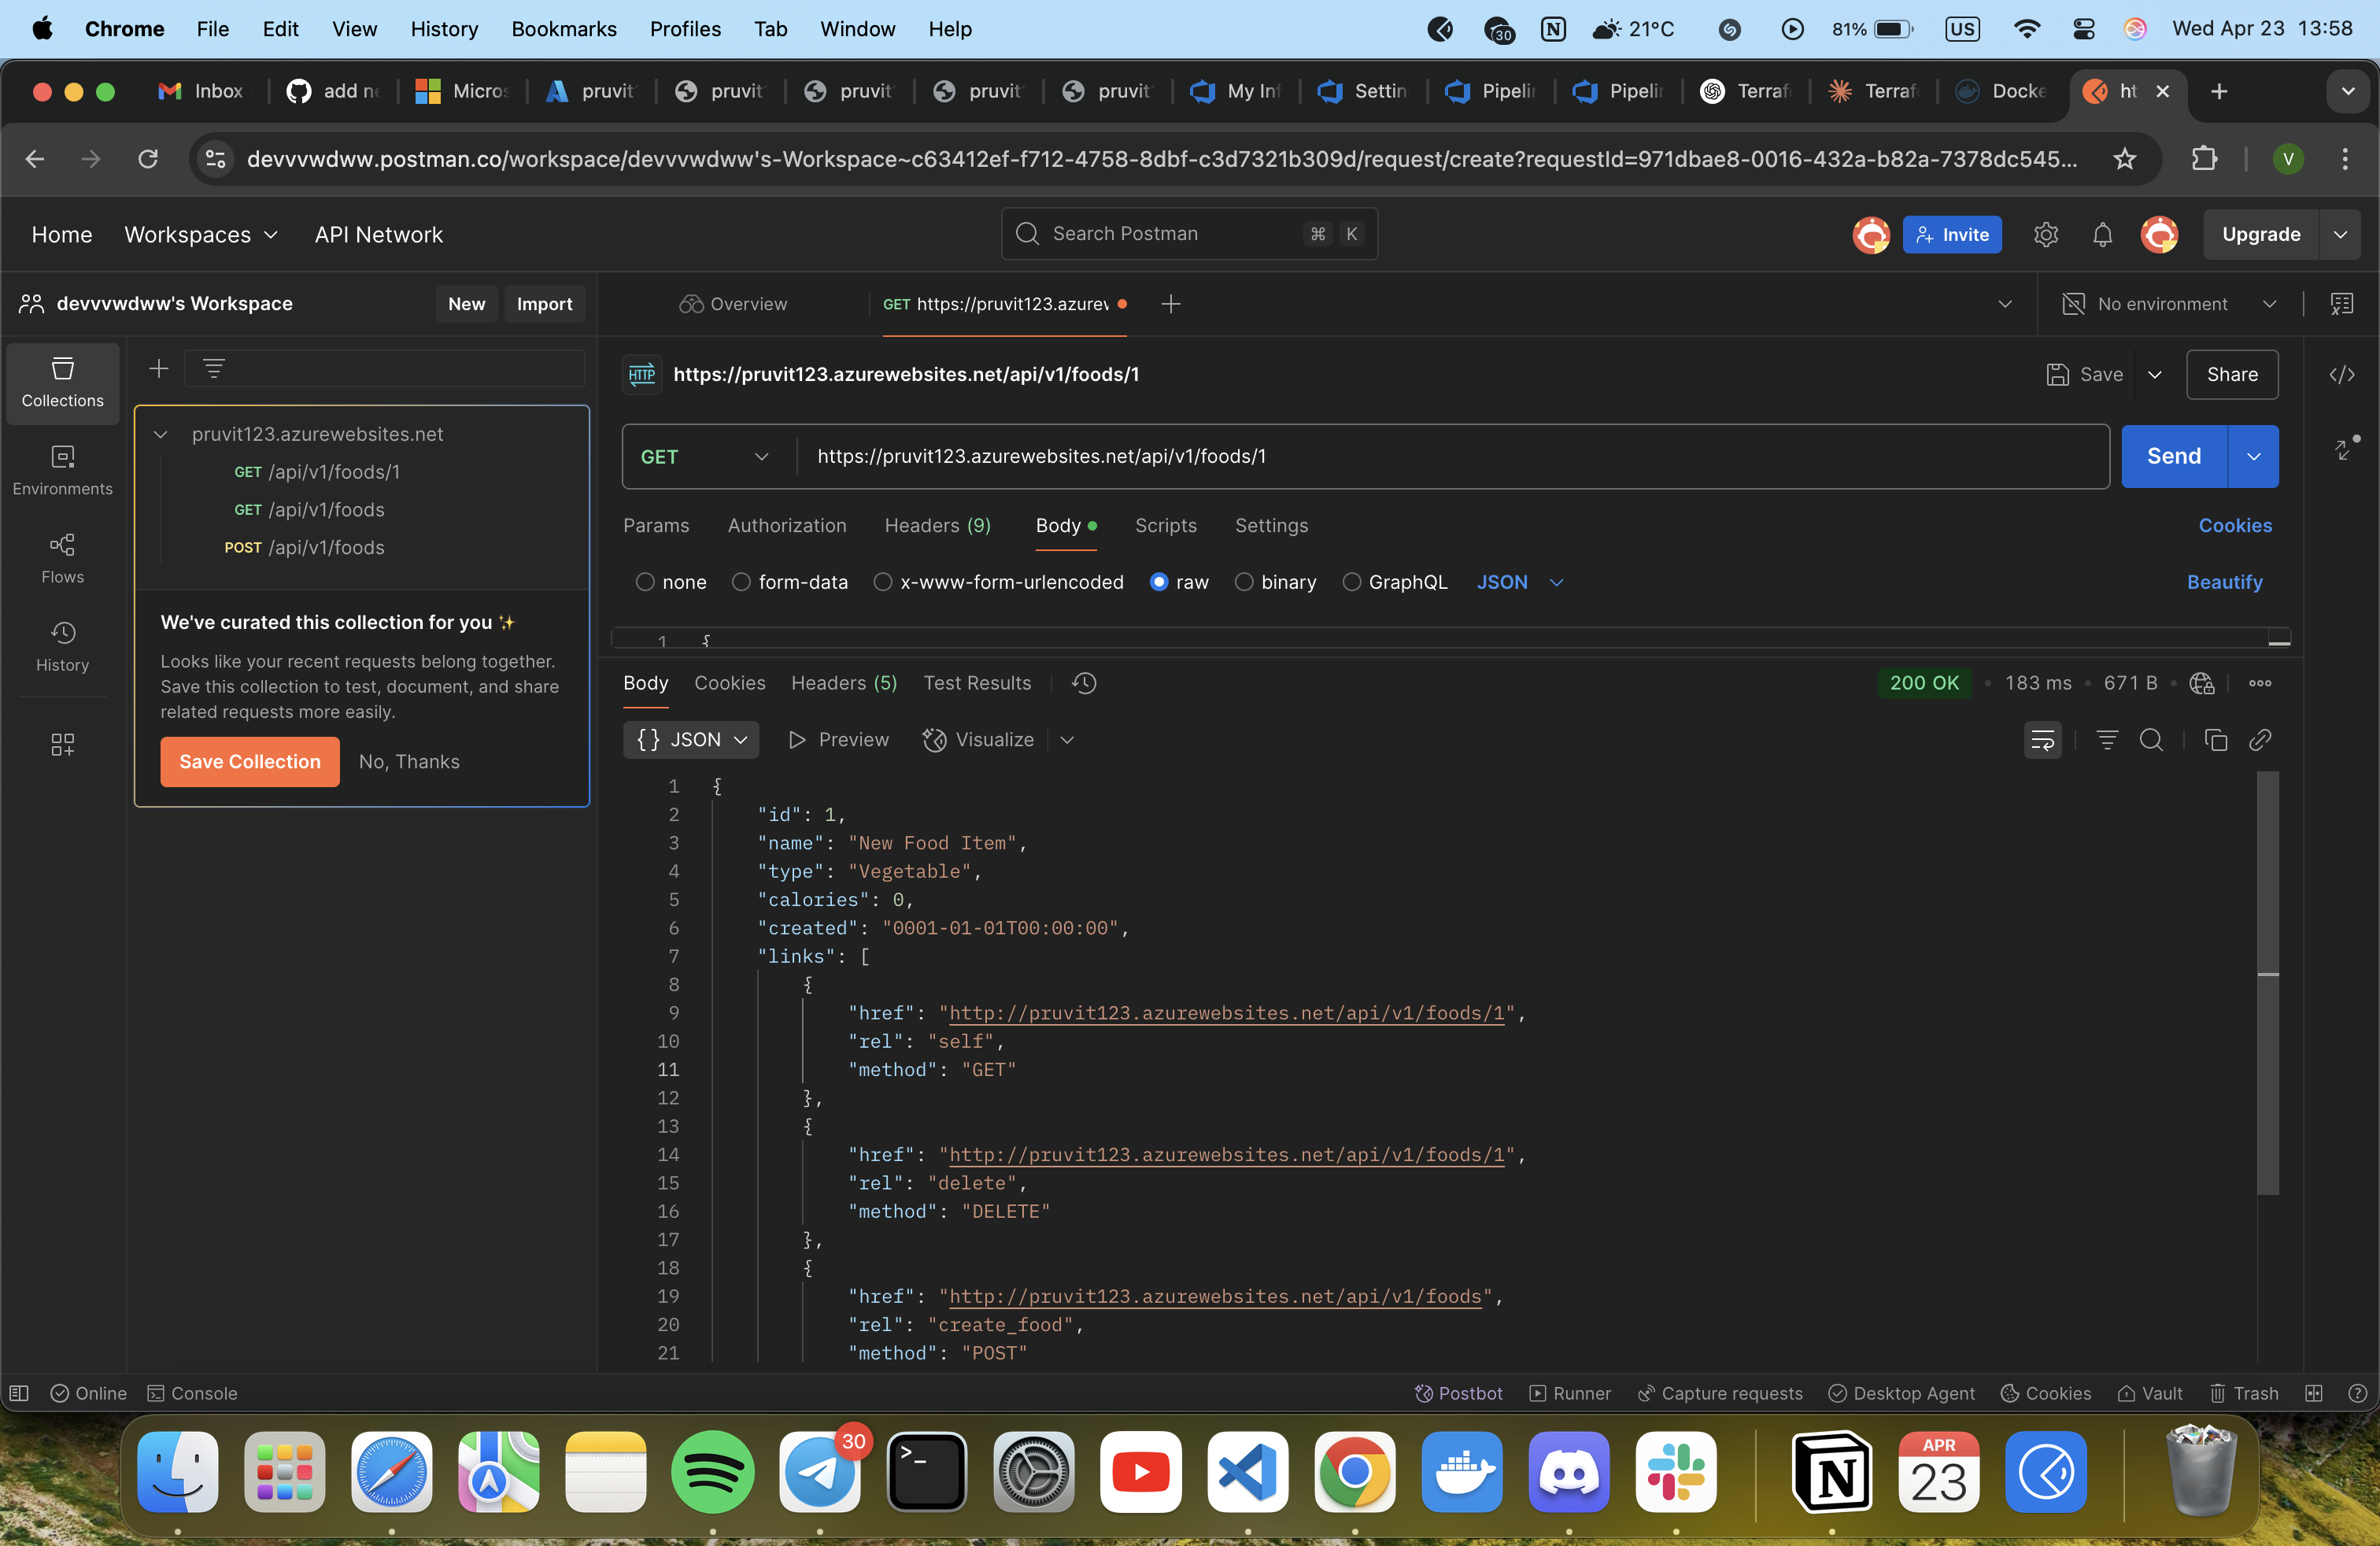 Chrome File Edit View History Bookmarks Profiles Tab Window Help 30 21°C 81% US Wed Apr 23 13:58
Inbox add ne Micros pruvit pruvit pruvit pruvit pruvit My Inf Settin Pipelin Pipelin Terraf Terraf Docke ht
devvvwdww.postman.co/workspace/devvvwdww's-Workspace~c63412ef-f712-4758-8dbf-c3d7321b309d/request/create?requestId=971dbae8-0016-432a-b82a-7378dc545... V
Home Workspaces API Network Search Postman ⌘ K Invite Upgrade
devvvwdww's Workspace New Import Overview GET https://pruvit123.azurew No environment
Collections
Environments
Flows
History
pruvit123.azurewebsites.net
GET /api/v1/foods/1
GET /api/v1/foods
POST /api/v1/foods
We've curated this collection for you ✨
Looks like your recent requests belong together.
Save this collection to test, document, and share
related requests more easily.
Save Collection No, Thanks
HTTP https://pruvit123.azurewebsites.net/api/v1/foods/1 Save Share
GET https://pruvit123.azurewebsites.net/api/v1/foods/1 Send
Params Authorization Headers (9) Body Scripts Settings Cookies
none form-data x-www-form-urlencoded raw binary GraphQL JSON Beautify
1 {
Body Cookies Headers (5) Test Results 200 OK 183 ms 671 B
{} JSON Preview Visualize
1 {
2 "id": 1,
3 "name": "New Food Item",
4 "type": "Vegetable",
5 "calories": 0,
6 "created": "0001-01-01T00:00:00",
7 "links": [
8 {
9 "href": "http://pruvit123.azurewebsites.net/api/v1/foods/1",
10 "rel": "self",
11 "method": "GET"
12 },
13 {
14 "href": "http://pruvit123.azurewebsites.net/api/v1/foods/1",
15 "rel": "delete",
16 "method": "DELETE"
17 },
18 {
19 "href": "http://pruvit123.azurewebsites.net/api/v1/foods",
20 "rel": "create_food",
21 "method": "POST"
Online Console Postbot Runner Capture requests Desktop Agent Cookies Vault Trash
30
APR
23